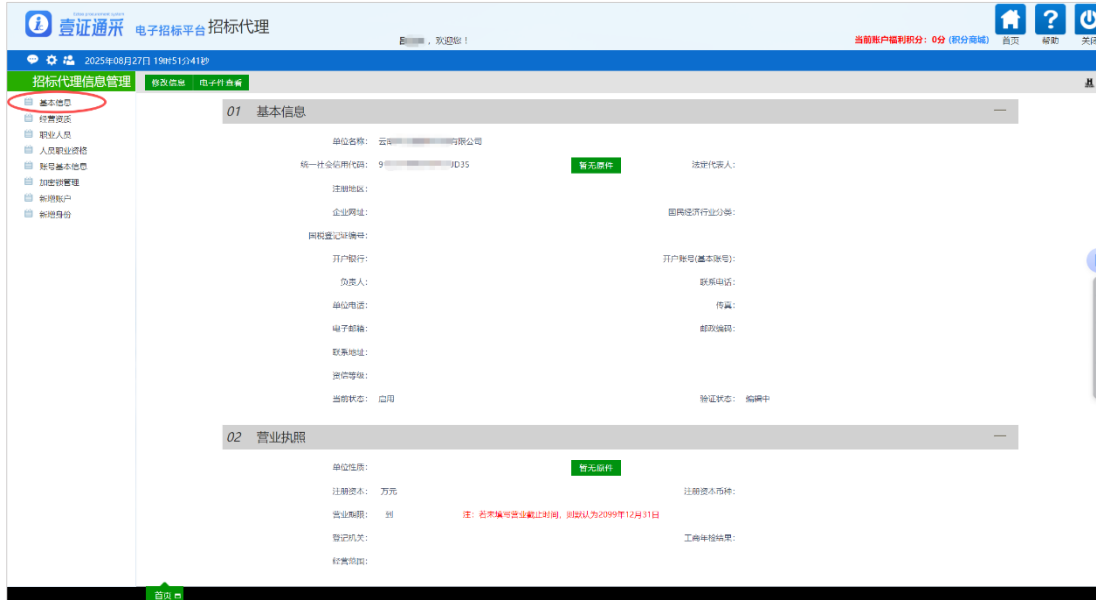 壹证通采 电子招标平台 招标代理
，欢迎您！
当前账户福利积分：0分 (积分商城)
首页 帮助 关闭
2025年08月27日 19时51分41秒
招标代理信息管理 修改信息 电子件查看
基本信息
经营资质
职业人员
人员职业资格
账号基本信息
加密锁管理
新增账户
新增身份
01 基本信息
单位名称： 云 有限公司
统一社会信用代码： 9 JD35 暂无原件 法定代表人：
注册地区：
企业网址： 国民经济行业分类：
国税登记证编号：
开户银行： 开户账号(基本账号)：
负责人： 联系电话：
单位电话： 传真：
电子邮箱： 邮政编码：
联系地址：
资信等级：
当前状态： 启用 验证状态： 编辑中
02 营业执照
单位性质： 暂无原件
注册资本： 万元 注册资本币种：
营业期限： 到 注：若未填写营业截止时间，则默认为2099年12月31日
登记机关： 工商年检结果：
经营范围：
首页